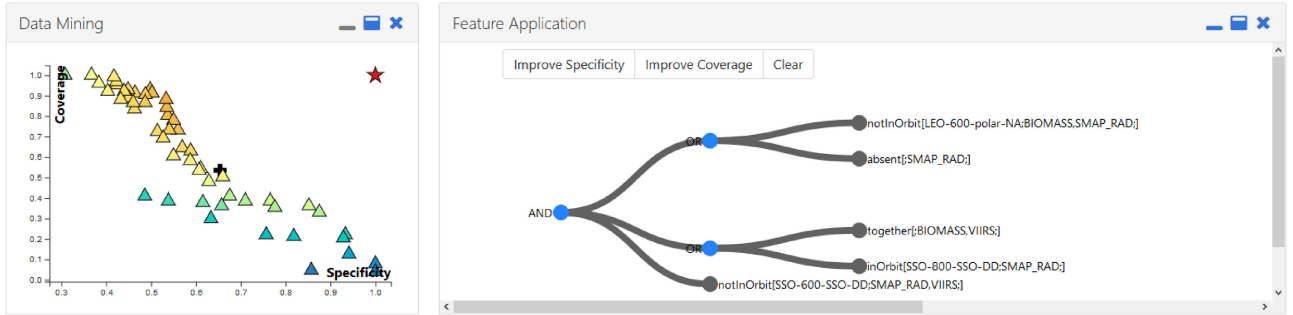 Data Mining
Coverage
1.0
0.9
0.8
0.7
0.6
0.5
0.4
0.3
0.2
0.1
0.0
Specificity
0.3 0.4 0.5 0.6 0.7 0.8 0.9 1.0
Feature Application
Improve Specificity Improve Coverage Clear
notInOrbit[LEO-600-polar-NA;BIOMASS,SMAP_RAD;]
OR
absent[;SMAP_RAD;]
AND
together[;BIOMASS,VIIRS;]
OR
inOrbit[SSO-800-SSO-DD;SMAP_RAD;]
notInOrbit[SSO-600-SSO-DD;SMAP_RAD,VIIRS;]